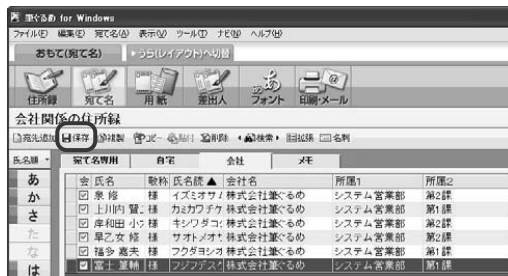 筆ぐるめ for Windows
ファイル(F) 編集(E) 宛て名(A) 表示(V) ツール(T) ナビ(N) ヘルプ(H)
おもて(宛て名) うら(レイアウト)へ切替
住所録 宛て名 用紙 差出人 フォント 印刷・メール
会社関係の住所録
宛先追加 保存 複製 コピー 貼付 削除 検索 拡張 名刺
氏名順 宛て名専用 自宅 会社 メモ
あ 会 氏名 敬称 氏名読▲ 会社名 所属1 所属2
か 泉 修 様 イズミオサム 株式会社筆ぐるめ システム営業部 第2課
上川内 賢 様 カミカワチケ 株式会社筆ぐるめ システム営業部 第1課
さ 岸和田 小 様 キシワダコ 株式会社筆ぐるめ システム営業部 第2課
た 早乙女 修 様 サオトメオサ 株式会社筆ぐるめ システム営業部 第1課
な 福多 嘉夫 様 フクダヨシオ 株式会社筆ぐるめ システム営業部 第2課
は 富士 筆輔 様 フジフデス 株式会社筆ぐるめ システム営業部 第1課